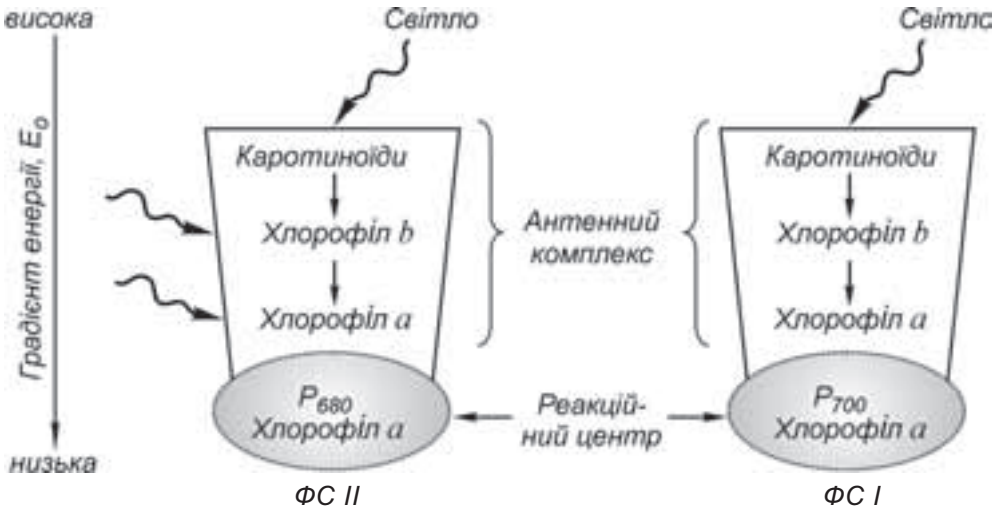 висока
Світло
Світло
Градієнт енергії, E₀
Каротиноїди
Каротиноїди
Хлорофіл b
Антенний
комплекс
Хлорофіл b
Хлорофіл a
Хлорофіл a
P₆₈₀
Хлорофіл a
Реакцій-
ний центр
P₇₀₀
Хлорофіл a
низька
ФС II
ФС I